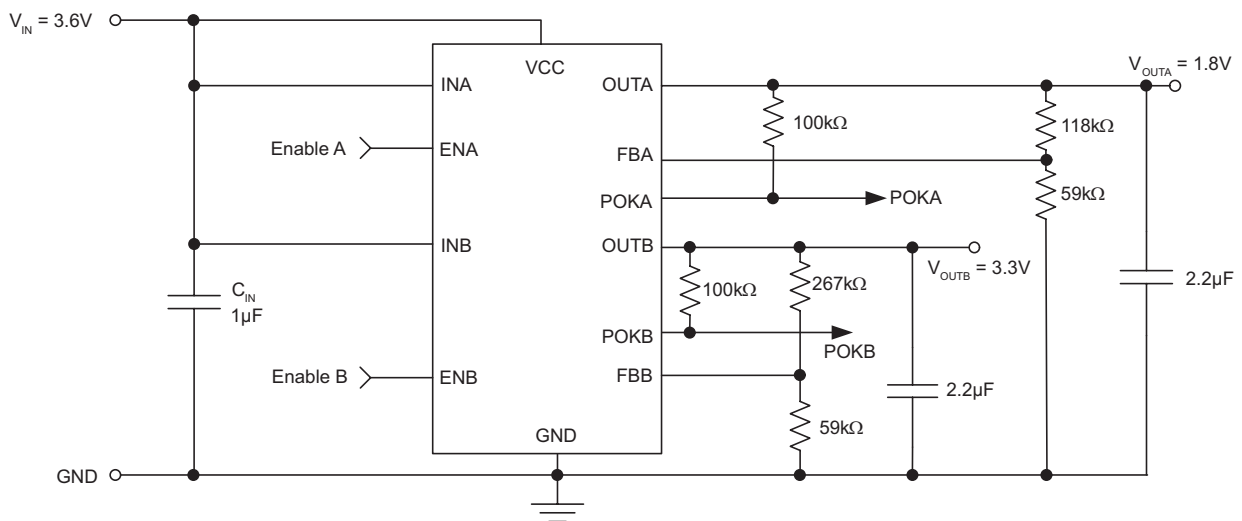 V_IN = 3.6V
VCC
INA
OUTA
V_OUTA = 1.8V
100kΩ
118kΩ
Enable A
ENA
FBA
POKA
POKA
59kΩ
INB
OUTB
V_OUTB = 3.3V
C_IN
1µF
100kΩ
267kΩ
2.2µF
POKB
POKB
Enable B
ENB
FBB
2.2µF
59kΩ
GND
GND